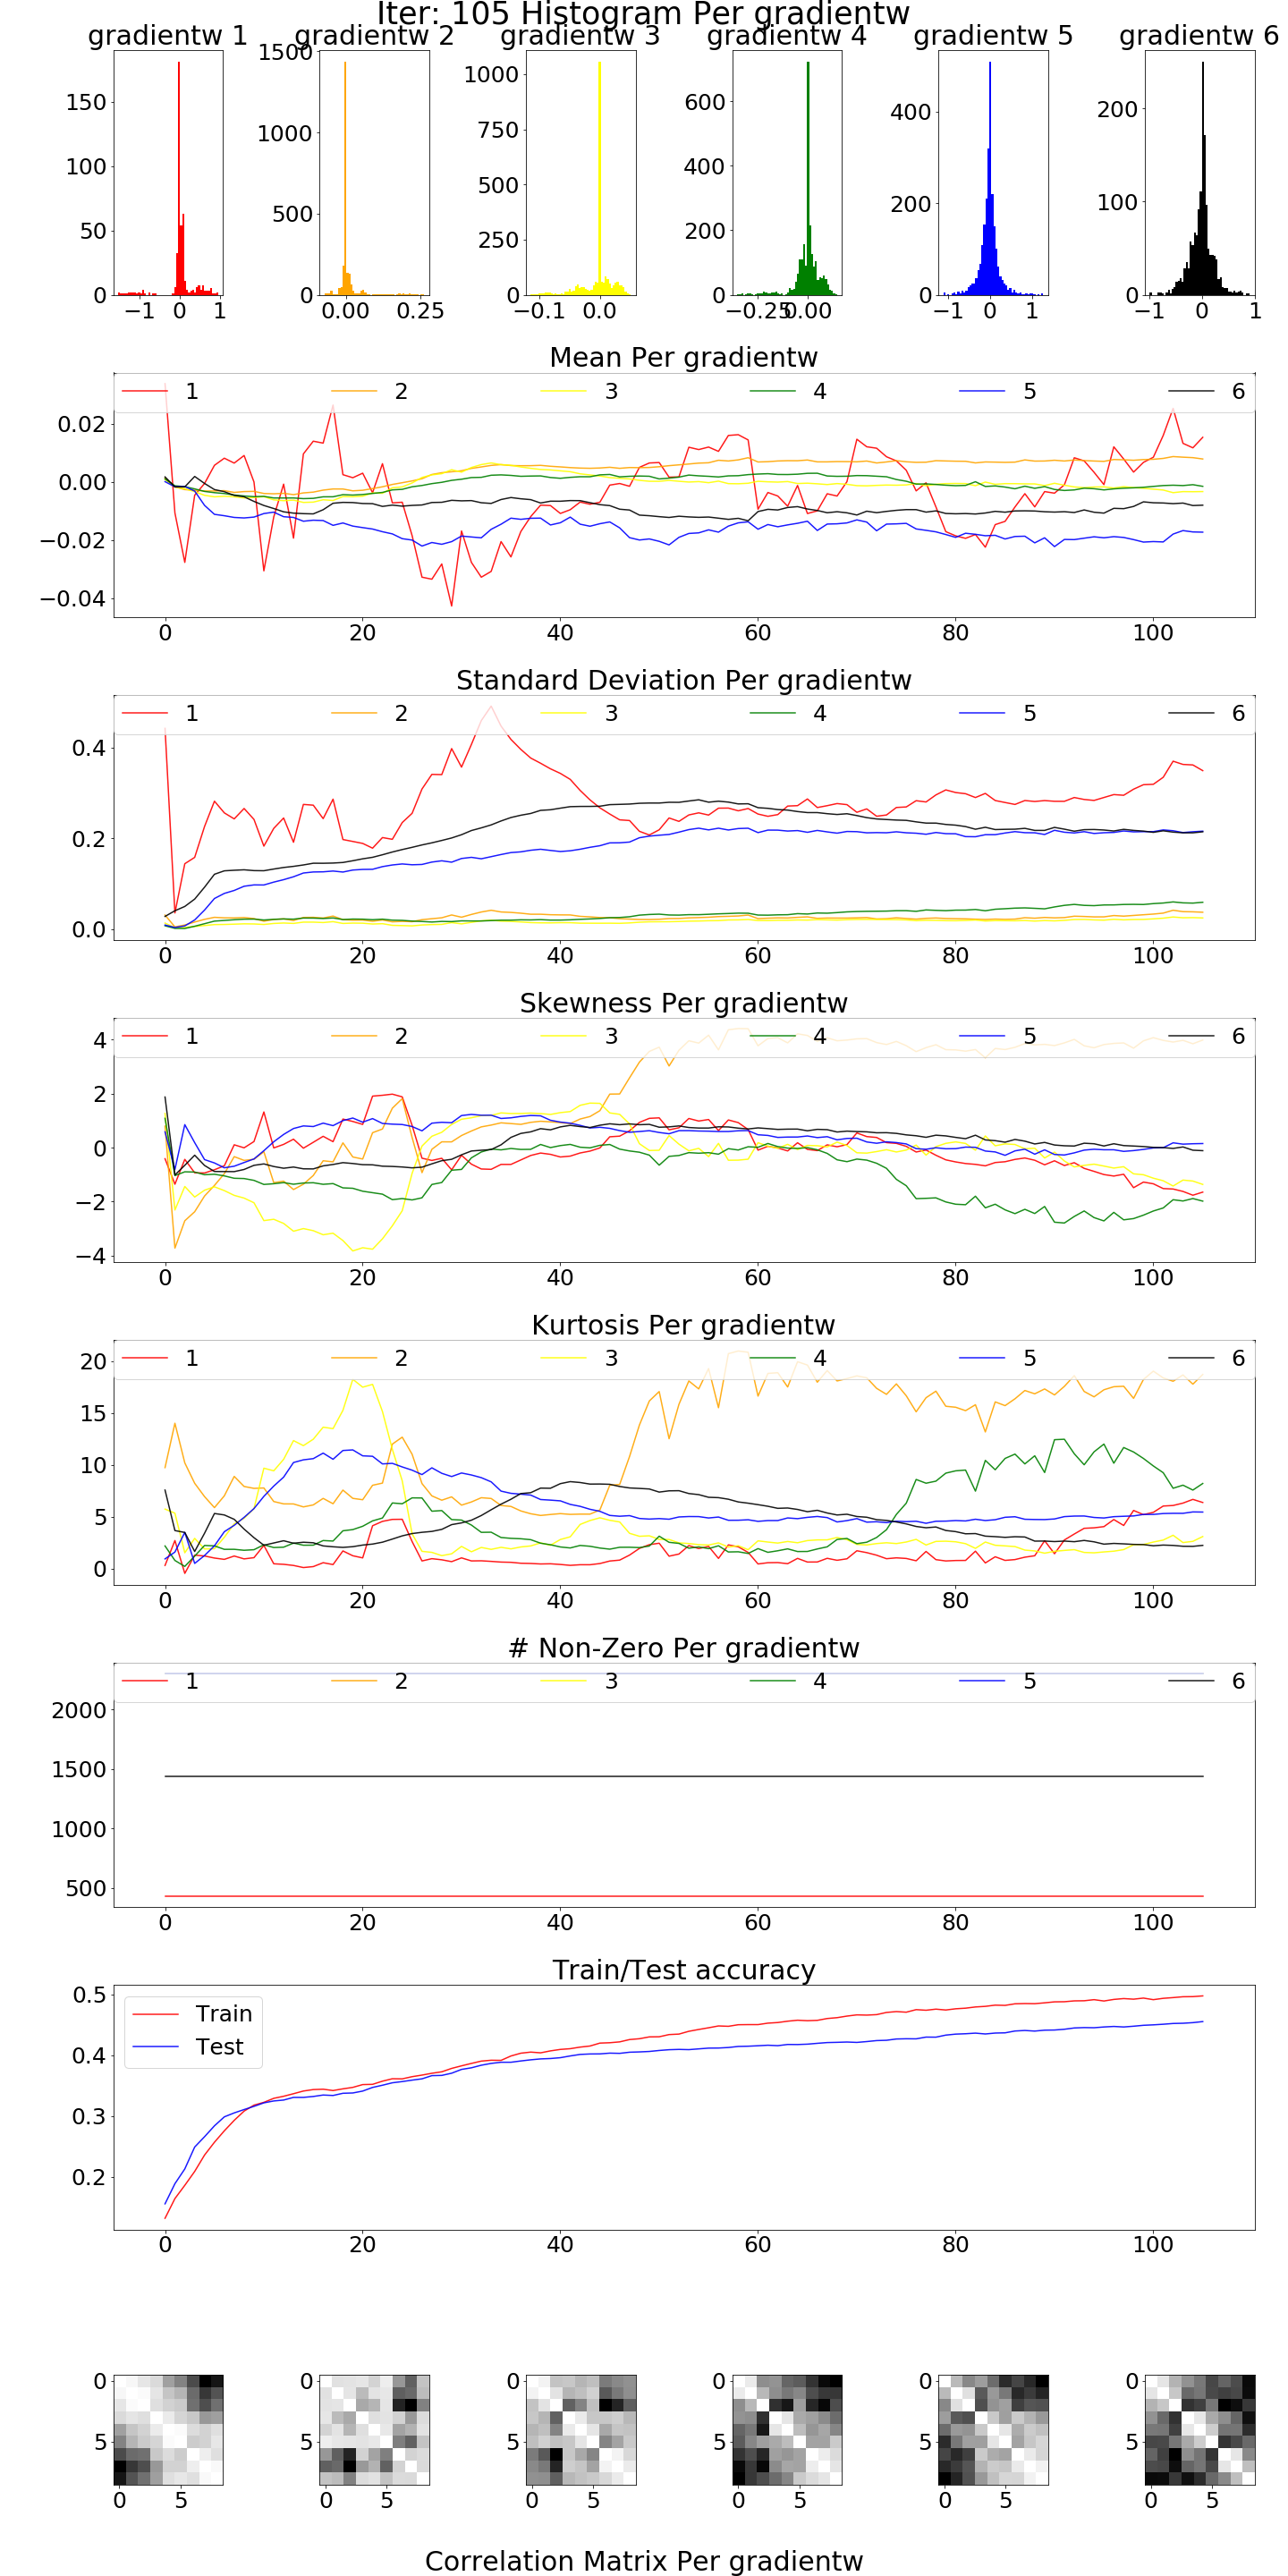 Iter: 105 Histogram Per gradientw
gradientw 1 gradientw 2 gradientw 3 gradientw 4 gradientw 5 gradientw 6
150
100
50
0
−1 0 1
1500
1000
500
0
0.00 0.25
1000
750
500
250
0
−0.1 0.0
600
400
200
0
−0.25 0.00
400
200
0
−1 0 1
200
100
0
−1 0 1
Mean Per gradientw
1 2 3 4 5 6
0.02
0.00
−0.02
−0.04
0 20 40 60 80 100
Standard Deviation Per gradientw
1 2 3 4 5 6
0.4
0.2
0.0
0 20 40 60 80 100
Skewness Per gradientw
1 2 3 4 5 6
4
2
0
−2
−4
0 20 40 60 80 100
Kurtosis Per gradientw
1 2 3 4 5 6
20
15
10
5
0
0 20 40 60 80 100
# Non-Zero Per gradientw
1 2 3 4 5 6
2000
1500
1000
500
0 20 40 60 80 100
Train/Test accuracy
Train
Test
0.5
0.4
0.3
0.2
0 20 40 60 80 100
0 0 0 0 0 0
5 5 5 5 5 5
0 5 0 5 0 5 0 5 0 5 0 5
Correlation Matrix Per gradientw